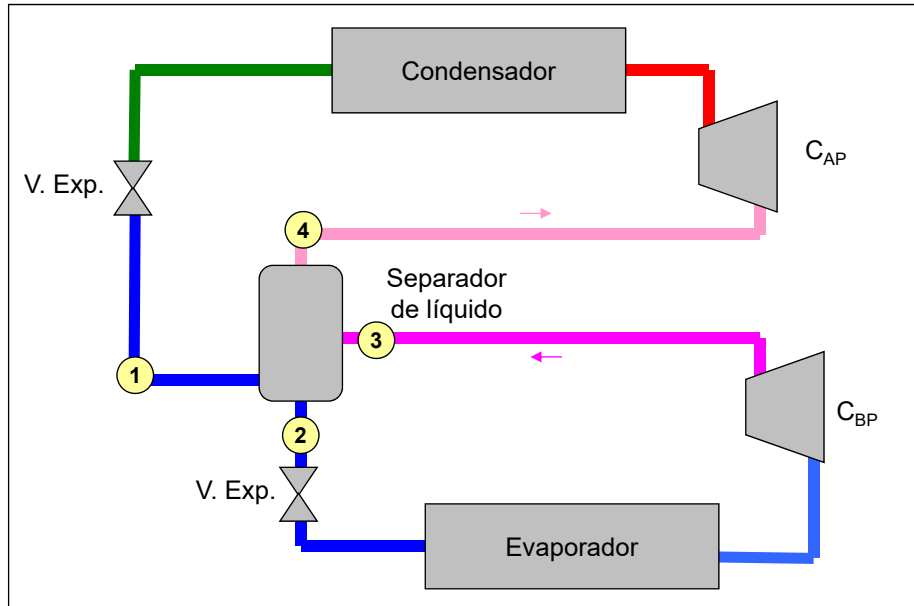 Condensador
C_AP
V. Exp.
4
Separador
de líquido
3
1
C_BP
2
V. Exp.
Evaporador